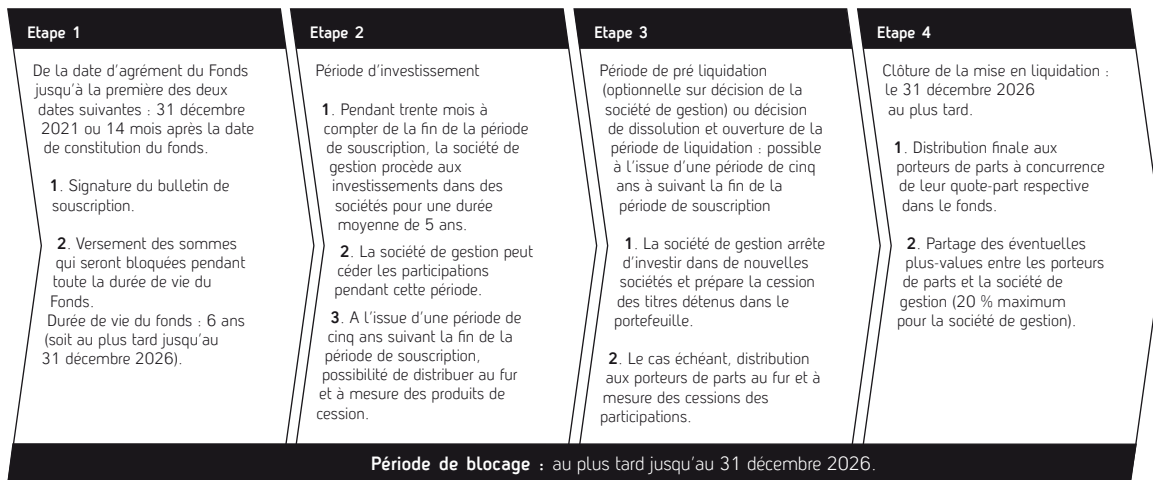 Etape 1
De la date d'agrément du Fonds
jusqu'à la première des deux
dates suivantes : 31 décembre
2021 ou 14 mois après la date
de constitution du fonds.
1. Signature du bulletin de
souscription.
2. Versement des sommes
qui seront bloquées pendant
toute la durée de vie du
Fonds.
Durée de vie du fonds : 6 ans
(soit au plus tard jusqu'au
31 décembre 2026).
Etape 2
Période d'investissement
1. Pendant trente mois à
compter de la fin de la période
de souscription, la société de
gestion procède aux
investissements dans des
sociétés pour une durée
moyenne de 5 ans.
2. La société de gestion peut
céder les participations
pendant cette période.
3. A l'issue d'une période de
cinq ans suivant la fin de la
période de souscription,
possibilité de distribuer au fur
et à mesure des produits de
cession.
Etape 3
Période de pré liquidation
(optionnelle sur décision de la
société de gestion) ou décision
de dissolution et ouverture de la
période de liquidation : possible
à l'issue d'une période de cinq
ans à suivant la fin de la
période de souscription
1. La société de gestion arrête
d'investir dans de nouvelles
sociétés et prépare la cession
des titres détenus dans le
portefeuille.
2. Le cas échéant, distribution
aux porteurs de parts au fur et à
mesure des cessions des
participations.
Etape 4
Clôture de la mise en liquidation :
le 31 décembre 2026
au plus tard.
1. Distribution finale aux
porteurs de parts à concurrence
de leur quote-part respective
dans le fonds.
2. Partage des éventuelles
plus-values entre les porteurs
de parts et la société de
gestion (20 % maximum
pour la société de gestion).
Période de blocage : au plus tard jusqu'au 31 décembre 2026.